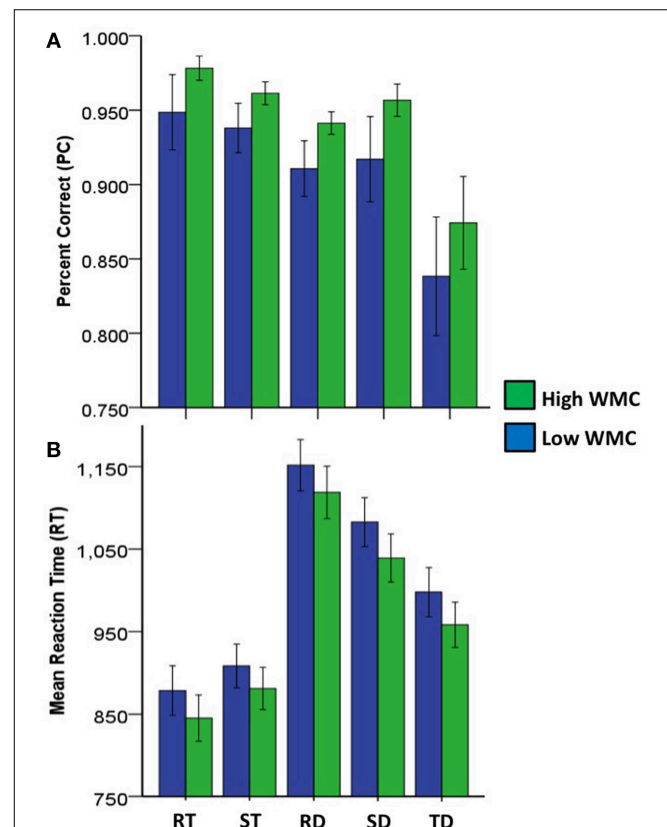 A
1.000
0.950
0.900
0.850
0.800
0.750
Percent Correct (PC)
High WMC
Low WMC
B
1,150
1,050
950
850
750
Mean Reaction Time (RT)
RT ST RD SD TD